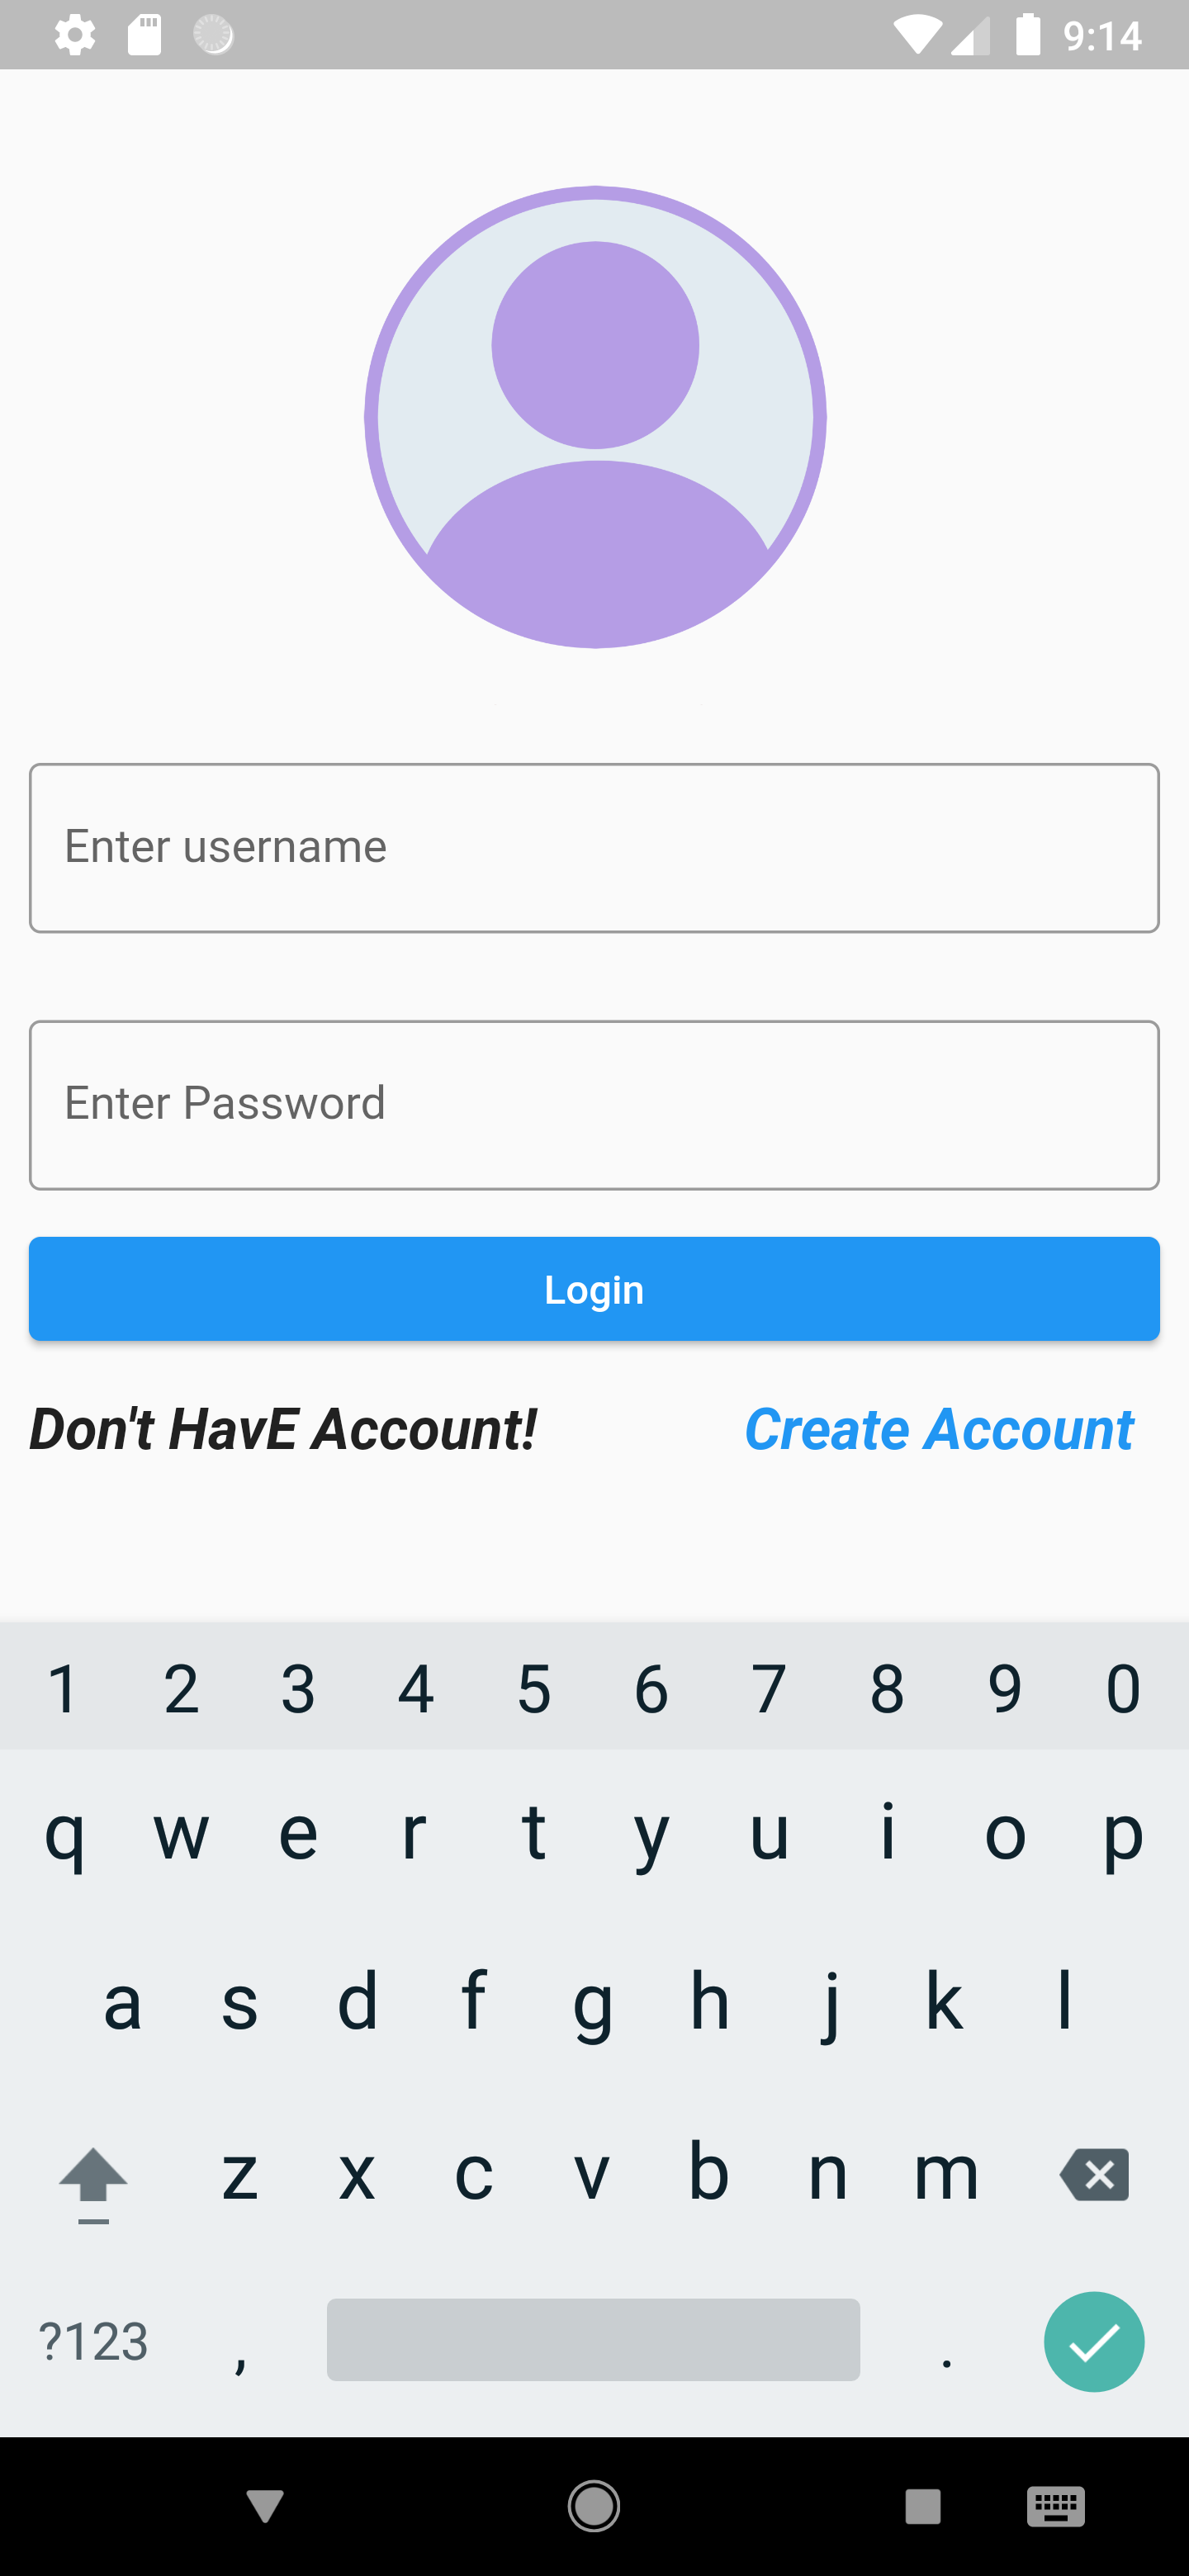 9:14
Enter username
Enter Password
Login
Don't HavE Account! Create Account
1 2 3 4 5 6 7 8 9 0
q w e r t y u i o p
a s d f g h j k l
z x c v b n m
?123 , .